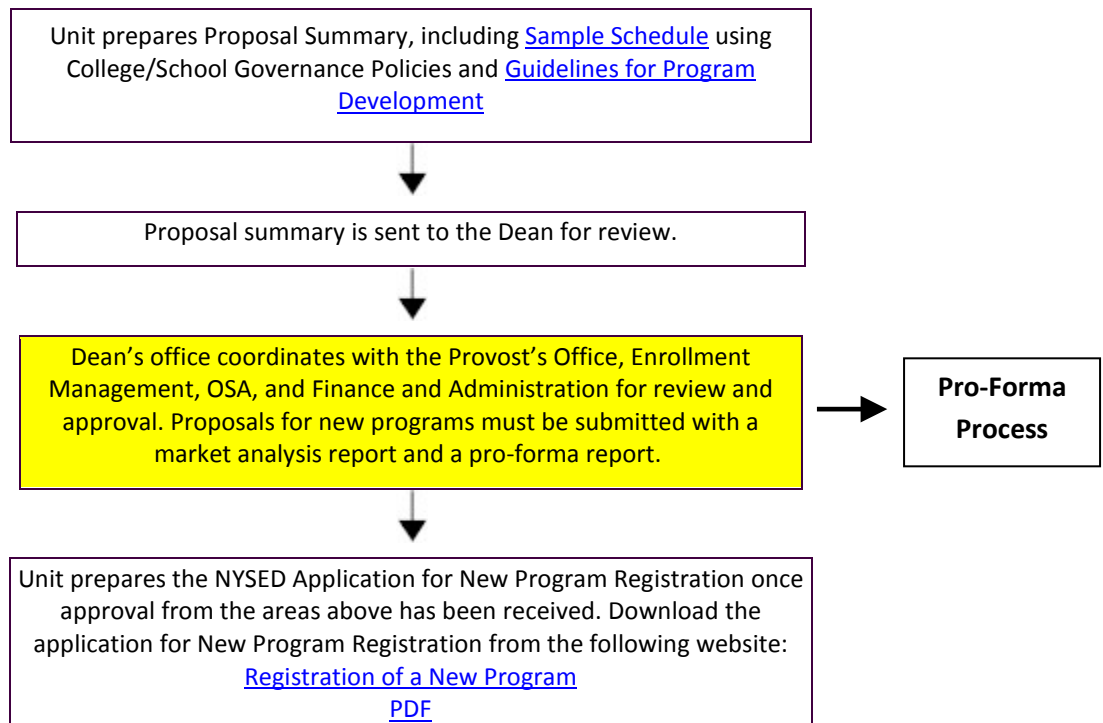 Unit prepares Proposal Summary, including Sample Schedule using
College/School Governance Policies and Guidelines for Program
Development
Proposal summary is sent to the Dean for review.
Dean’s office coordinates with the Provost’s Office, Enrollment
Management, OSA, and Finance and Administration for review and
approval. Proposals for new programs must be submitted with a
market analysis report and a pro-forma report.
Pro-Forma
Process
Unit prepares the NYSED Application for New Program Registration once
approval from the areas above has been received. Download the
application for New Program Registration from the following website:
Registration of a New Program
PDF